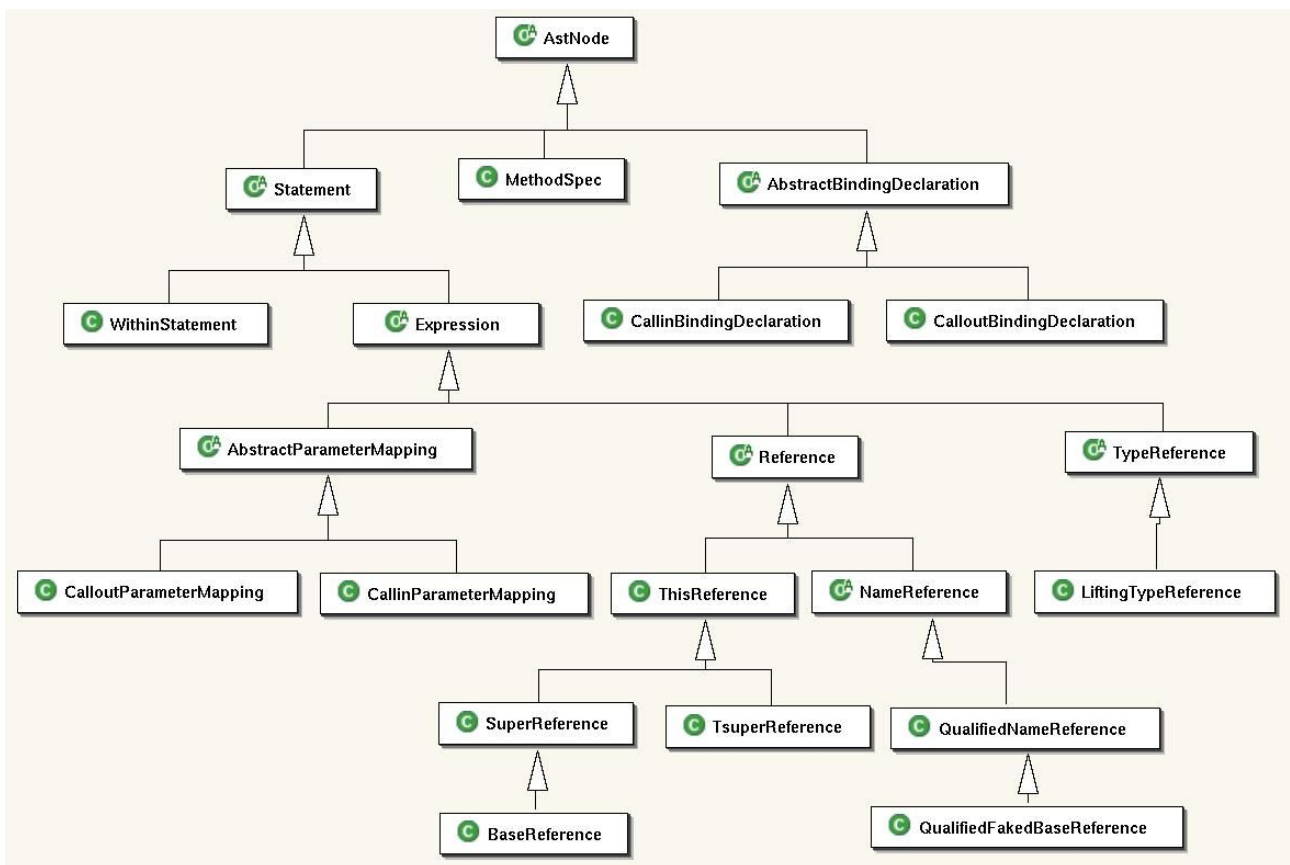 AstNode
Statement
MethodSpec
AbstractBindingDeclaration
WithinStatement
Expression
CallinBindingDeclaration
CalloutBindingDeclaration
AbstractParameterMapping
Reference
TypeReference
CalloutParameterMapping
CallinParameterMapping
ThisReference
NameReference
LiftingTypeReference
SuperReference
TsuperReference
QualifiedNameReference
BaseReference
QualifiedFakedBaseReference